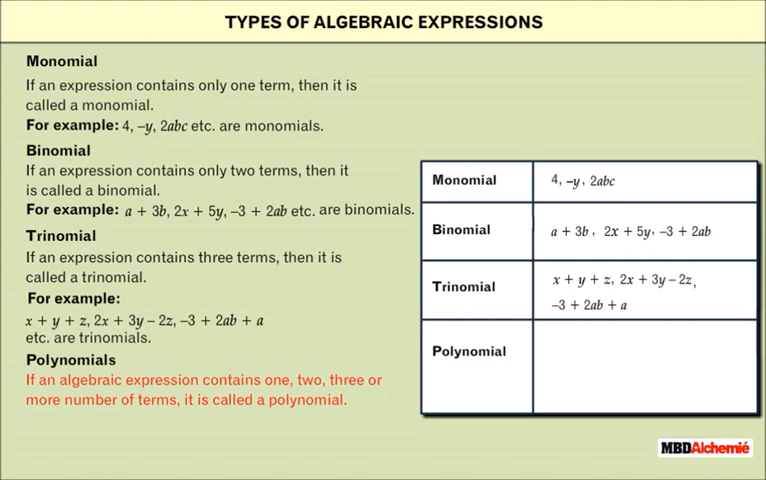 TYPES OF ALGEBRAIC EXPRESSIONS
Monomial
If an expression contains only one term, then it is
called a monomial.
For example: 4, –y, 2abc etc. are monomials.
Binomial
If an expression contains only two terms, then it
is called a binomial.
For example: a + 3b, 2x + 5y, –3 + 2ab etc. are binomials.
Trinomial
If an expression contains three terms, then it is
called a trinomial.
For example:
x + y + z, 2x + 3y – 2z, –3 + 2ab + a
etc. are trinomials.
Polynomials
If an algebraic expression contains one, two, three or
more number of terms, it is called a polynomial.
Monomial 4, –y, 2abc
Binomial a + 3b, 2x + 5y, –3 + 2ab
Trinomial x + y + z, 2x + 3y – 2z,
–3 + 2ab + a
Polynomial
MBDAlchemié